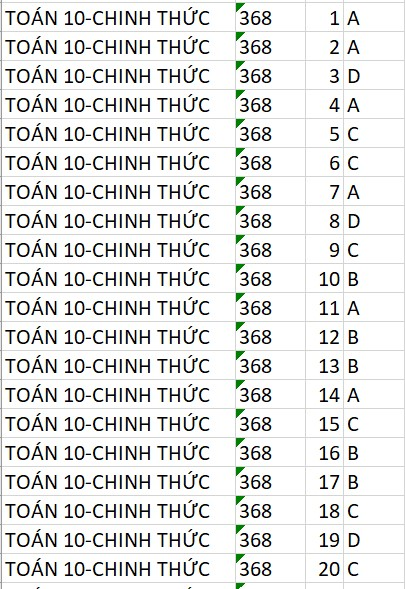 TOÁN 10-CHINH THỨC 368 1 A
TOÁN 10-CHINH THỨC 368 2 A
TOÁN 10-CHINH THỨC 368 3 D
TOÁN 10-CHINH THỨC 368 4 A
TOÁN 10-CHINH THỨC 368 5 C
TOÁN 10-CHINH THỨC 368 6 C
TOÁN 10-CHINH THỨC 368 7 A
TOÁN 10-CHINH THỨC 368 8 D
TOÁN 10-CHINH THỨC 368 9 C
TOÁN 10-CHINH THỨC 368 10 B
TOÁN 10-CHINH THỨC 368 11 A
TOÁN 10-CHINH THỨC 368 12 B
TOÁN 10-CHINH THỨC 368 13 B
TOÁN 10-CHINH THỨC 368 14 A
TOÁN 10-CHINH THỨC 368 15 C
TOÁN 10-CHINH THỨC 368 16 B
TOÁN 10-CHINH THỨC 368 17 B
TOÁN 10-CHINH THỨC 368 18 C
TOÁN 10-CHINH THỨC 368 19 D
TOÁN 10-CHINH THỨC 368 20 C